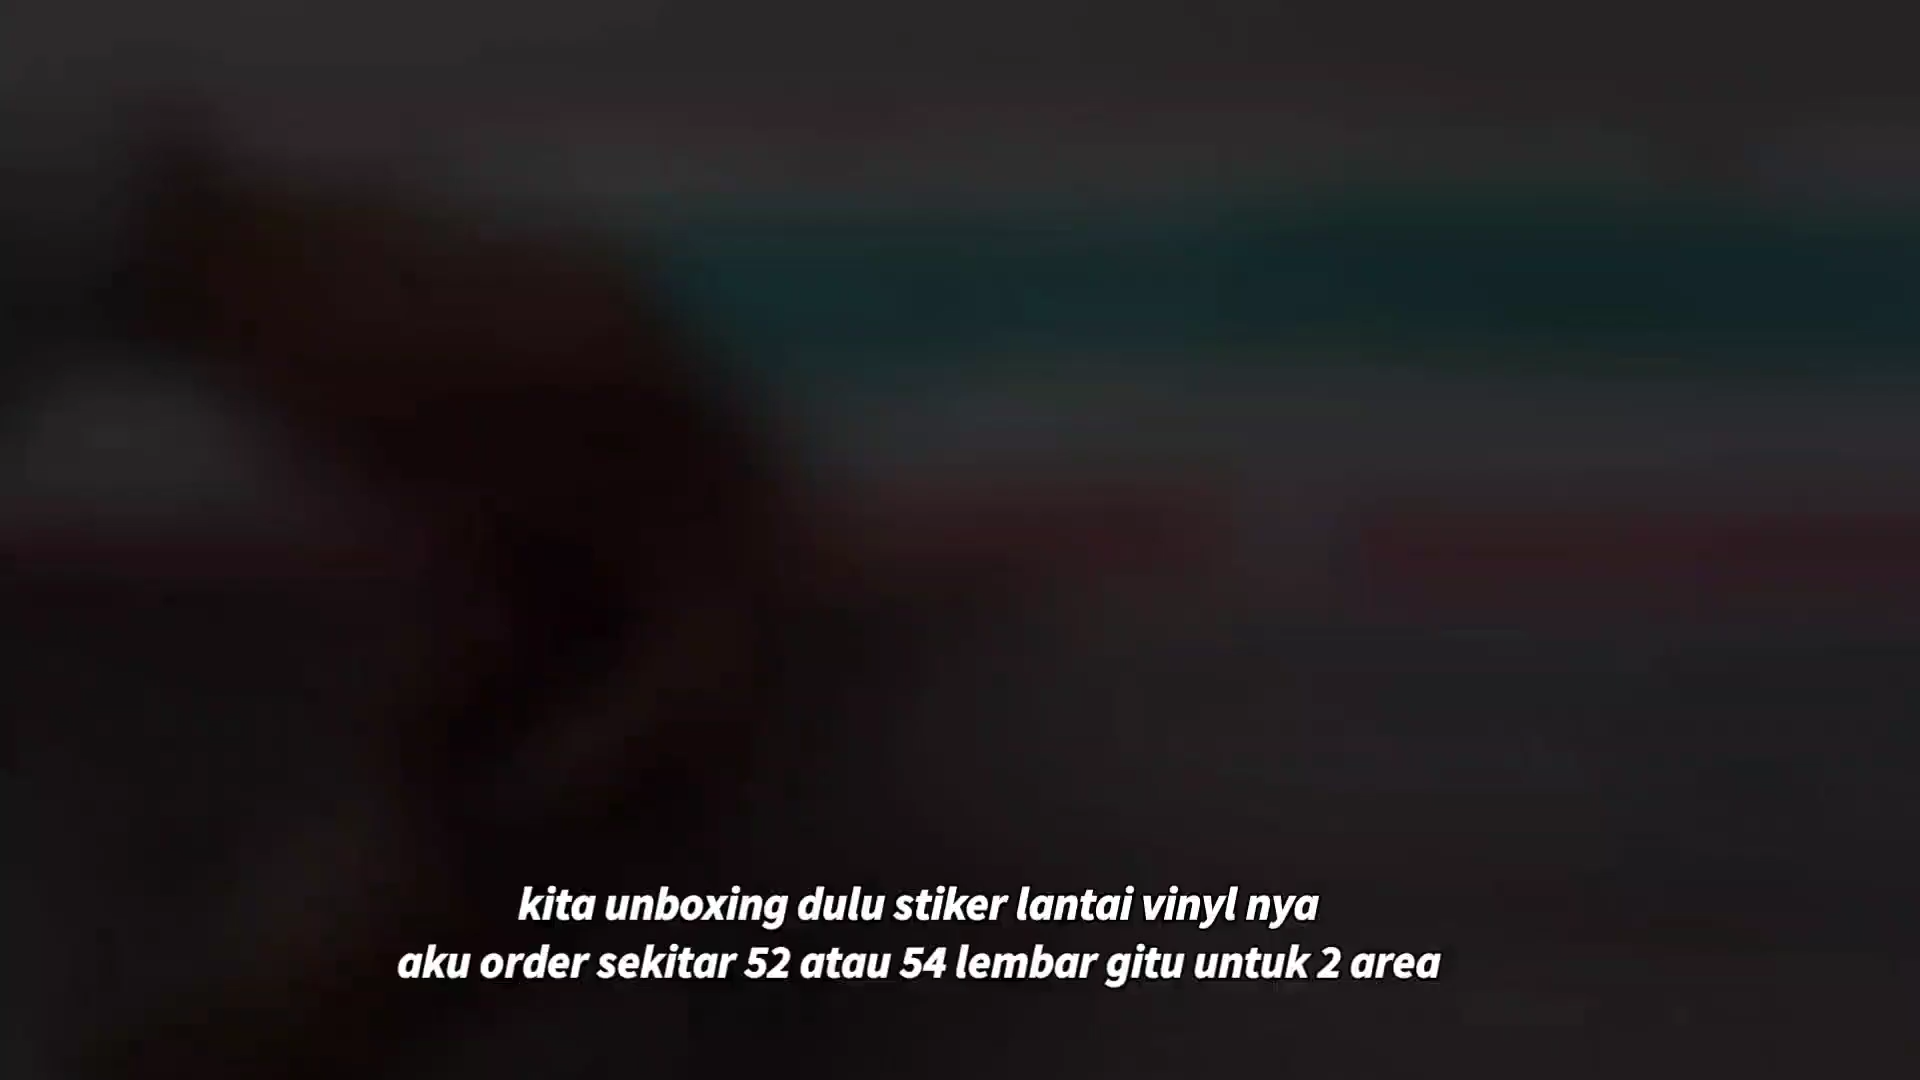 kita unboxing dulu stiker lantai vinyl nya
aku order sekitar 52 atau 54 lembar gitu untuk 2 area